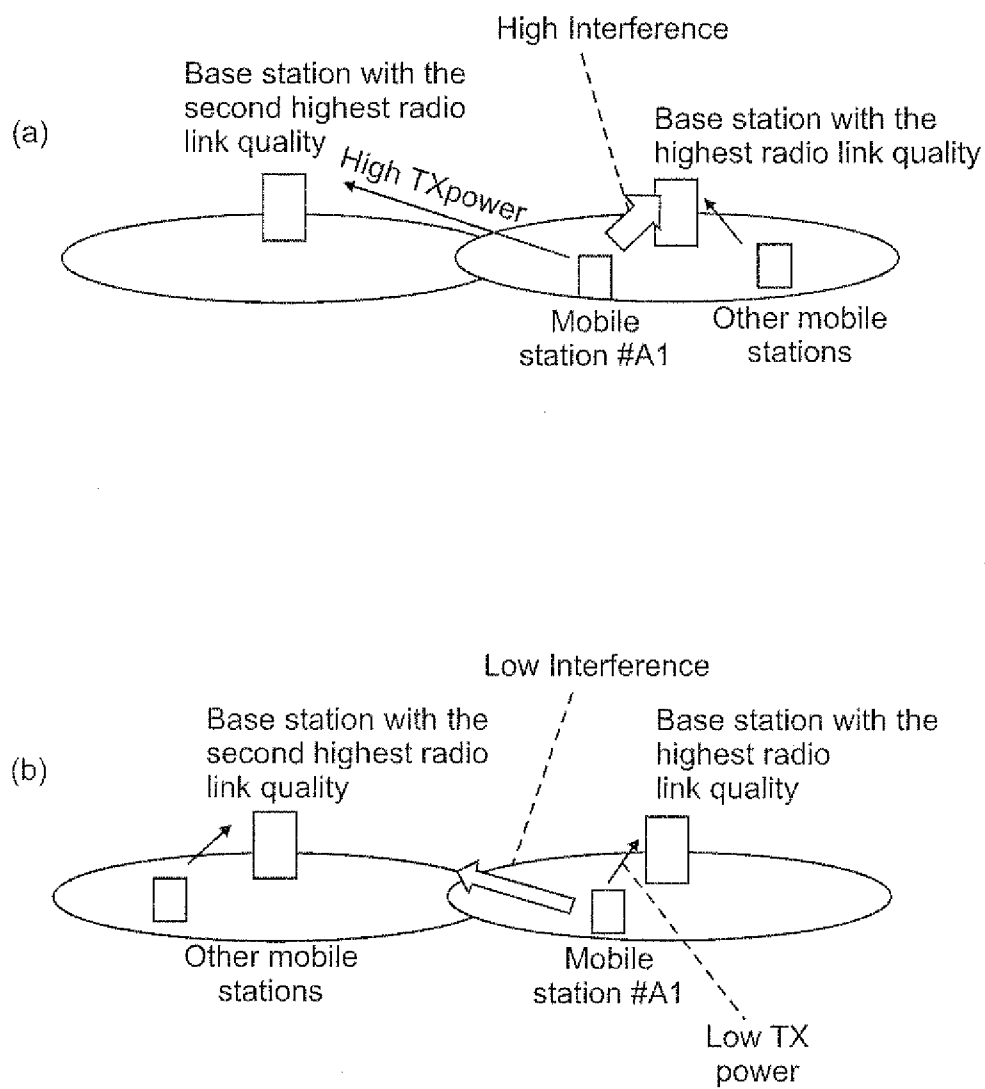 High Interference
Base station with the
second highest radio
link quality
(a)
Base station with the
highest radio link quality
High TXpower
Mobile
station #A1
Other mobile
stations
Low Interference
Base station with the
second highest radio
link quality
Base station with the
highest radio
link quality
(b)
Other mobile
stations
Mobile
station #A1
Low TX
power